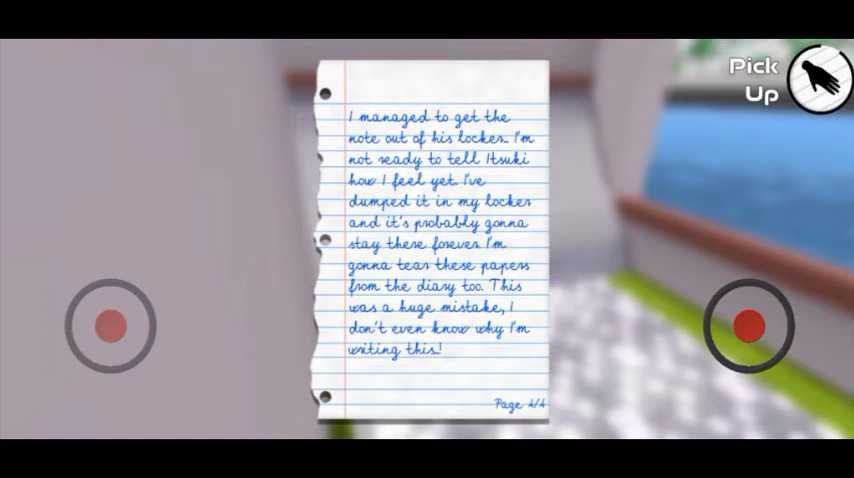 Pick
Up
I managed to get the
note out of his locker. I'm
not ready to tell Itsuki
how I feel yet. I've
dumped it in my locker
and it's probably gonna
stay there forever. I'm
gonna tear these papers
from the diary too. This
was a huge mistake, I
don't even know why I'm
writing this!
Page 4/4